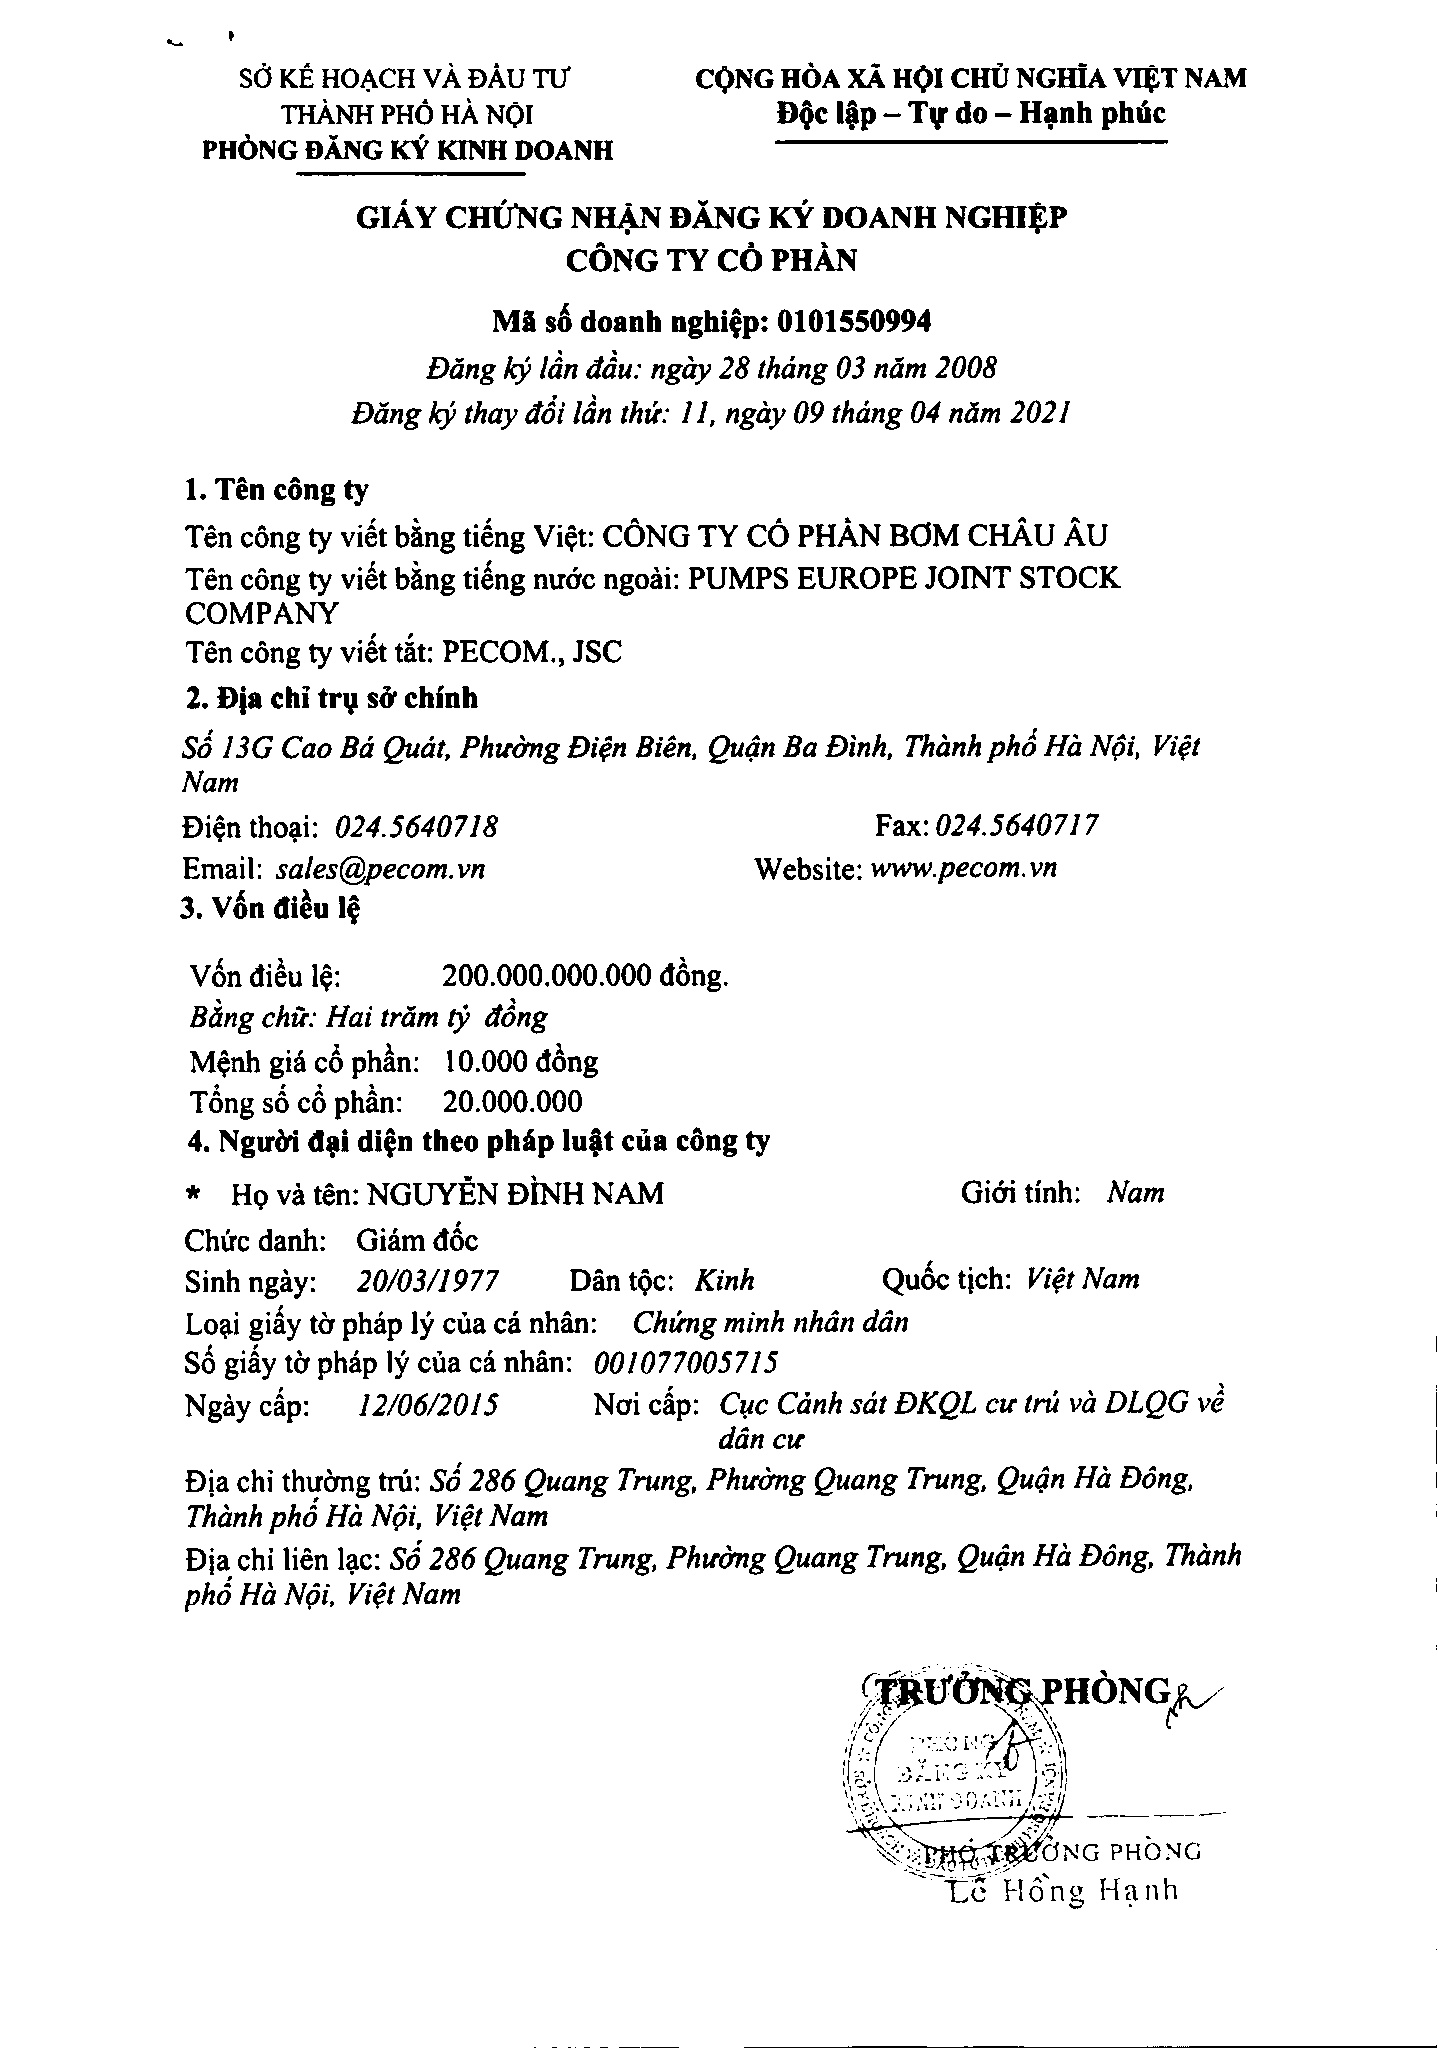 SỞ KẾ HOẠCH VÀ ĐẦU TƯ
THÀNH PHỐ HÀ NỘI
PHÒNG ĐĂNG KÝ KINH DOANH
CỘNG HÒA XÃ HỘI CHỦ NGHĨA VIỆT NAM
Độc lập – Tự do – Hạnh phúc
GIẤY CHỨNG NHẬN ĐĂNG KÝ DOANH NGHIỆP
CÔNG TY CỔ PHẦN
Mã số doanh nghiệp: 0101550994
Đăng ký lần đầu: ngày 28 tháng 03 năm 2008
Đăng ký thay đổi lần thứ: 11, ngày 09 tháng 04 năm 2021
1. Tên công ty
Tên công ty viết bằng tiếng Việt: CÔNG TY CỔ PHẦN BƠM CHÂU ÂU
Tên công ty viết bằng tiếng nước ngoài: PUMPS EUROPE JOINT STOCK
COMPANY
Tên công ty viết tắt: PECOM., JSC
2. Địa chỉ trụ sở chính
Số 13G Cao Bá Quát, Phường Điện Biên, Quận Ba Đình, Thành phố Hà Nội, Việt
Nam
Điện thoại: 024.5640718 Fax: 024.5640717
Email: sales@pecom.vn Website: www.pecom.vn
3. Vốn điều lệ
Vốn điều lệ: 200.000.000.000 đồng.
Bằng chữ: Hai trăm tỷ đồng
Mệnh giá cổ phần: 10.000 đồng
Tổng số cổ phần: 20.000.000
4. Người đại diện theo pháp luật của công ty
* Họ và tên: NGUYỄN ĐÌNH NAM Giới tính: Nam
Chức danh: Giám đốc
Sinh ngày: 20/03/1977 Dân tộc: Kinh Quốc tịch: Việt Nam
Loại giấy tờ pháp lý của cá nhân: Chứng minh nhân dân
Số giấy tờ pháp lý của cá nhân: 001077005715
Ngày cấp: 12/06/2015 Nơi cấp: Cục Cảnh sát ĐKQL cư trú và DLQG về
dân cư
Địa chỉ thường trú: Số 286 Quang Trung, Phường Quang Trung, Quận Hà Đông,
Thành phố Hà Nội, Việt Nam
Địa chỉ liên lạc: Số 286 Quang Trung, Phường Quang Trung, Quận Hà Đông, Thành
phố Hà Nội, Việt Nam
TRƯỞNG PHÒNG
PHÒNG
ĐĂNG KÝ
KINH DOANH
PHÓ TRƯỞNG PHÒNG
Lê Hồng Hạnh